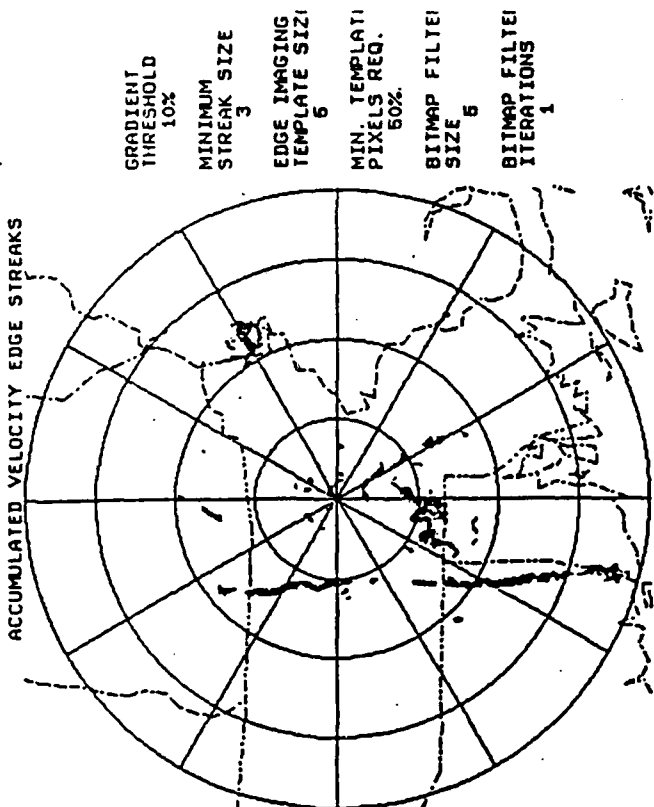 ACCUMULATED VELOCITY EDGE STREAKS
GRADIENT
THRESHOLD
10%
MINIMUM
STREAK SIZE
3
EDGE IMAGING
TEMPLATE SIZ
5
MIN. TEMPLAT
PIXELS REQ.
50%.
BITMAP FILTE
SIZE 5
BITMAP FILTE
ITERATIONS
1